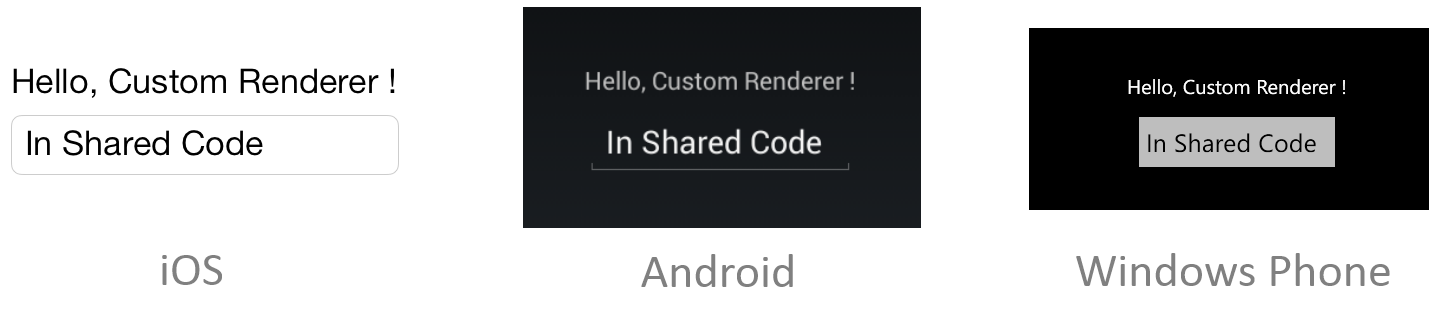 Hello, Custom Renderer !
In Shared Code
iOS
Hello, Custom Renderer !
In Shared Code
Android
Hello, Custom Renderer !
In Shared Code
Windows Phone